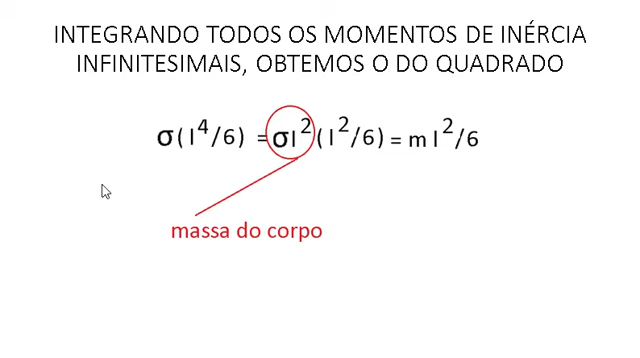 INTEGRANDO TODOS OS MOMENTOS DE INÉRCIA
INFINITESIMAIS, OBTEMOS O DO QUADRADO
σ(l⁴/6) = σl²(l²/6) = m l²/6
massa do corpo